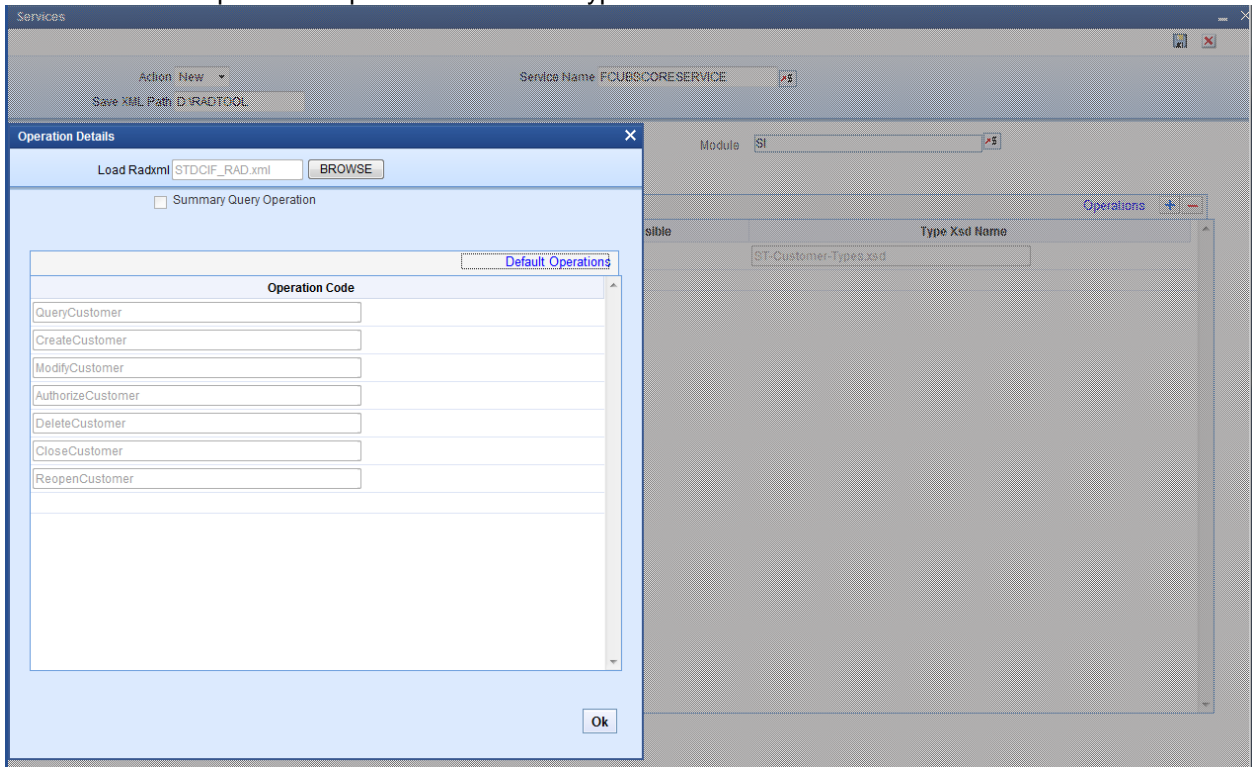 Services
Action New
Service Name FCUBSCORESERVICE
Save XML Path D:\RADTOOL
Operation Details
Module SI
Load Radxml STDCIF_RAD.xml BROWSE
Summary Query Operation
Operations + -
sible Type Xsd Name
Default Operations
ST-Customer-Types.xsd
Operation Code
QueryCustomer
CreateCustomer
ModifyCustomer
AuthorizeCustomer
DeleteCustomer
CloseCustomer
ReopenCustomer
Ok